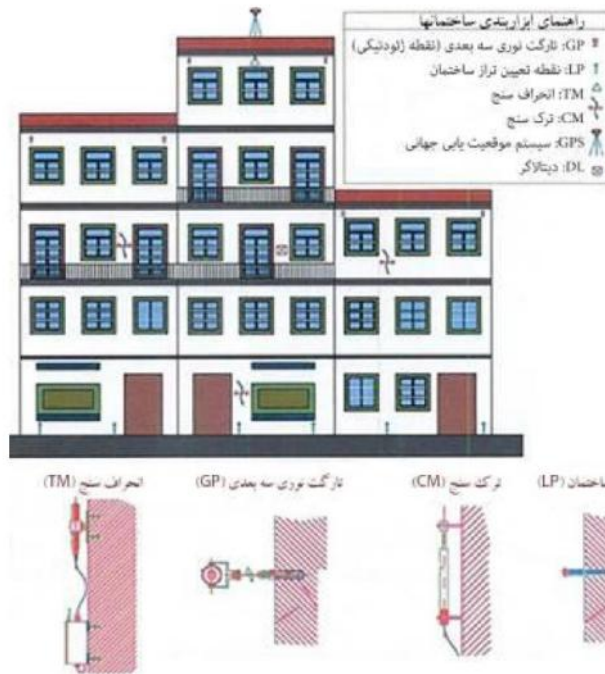 راهنمای ابزاربندی ساختمانها
GP: تارگت نوری سه بعدی (نقطه ژئودتیکی)
LP: نقطه تعیین تراز ساختمان
TM: انحراف سنج
CM: ترک سنج
GPS: سیستم موقعیت یابی جهانی
DL: دیتالاگر
انحراف سنج (TM)
تارگت نوری سه بعدی (GP)
ترک سنج (CM)
ساختمان (LP)